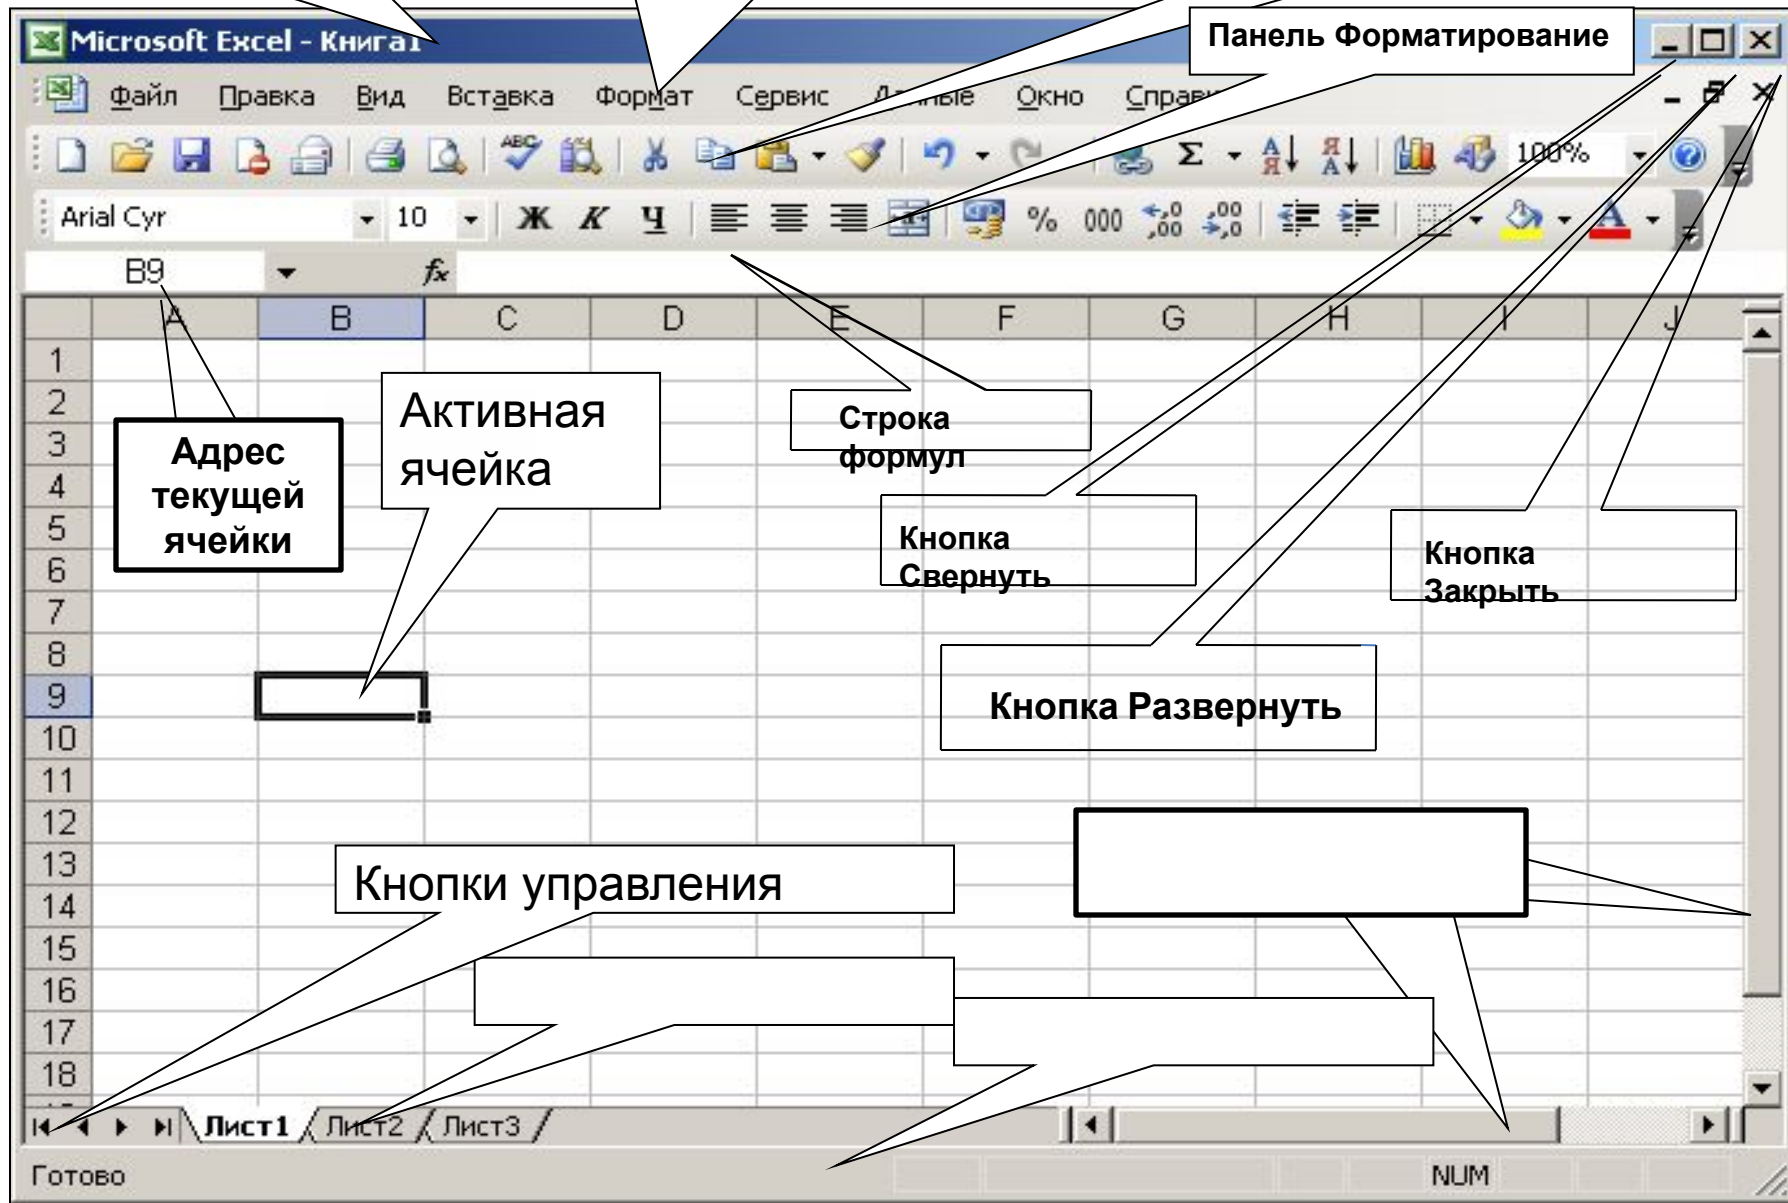 Microsoft Excel - Книга1
Панель Форматирование
Файл Правка Вид Вставка Формат Сервис Данные Окно
100%
Arial Cyr 10 Ж К Ч % 000
B9 fx
A B C D E F G H I J
1
2
3
4
5
6
7
8
9
10
11
12
13
14
15
16
17
18
Активная
ячейка
Адрес
текущей
ячейки
Строка
формул
Кнопка
Свернуть
Кнопка
Закрыть
Кнопка Развернуть
Кнопки управления
Лист1 Лист2 Лист3
Готово NUM